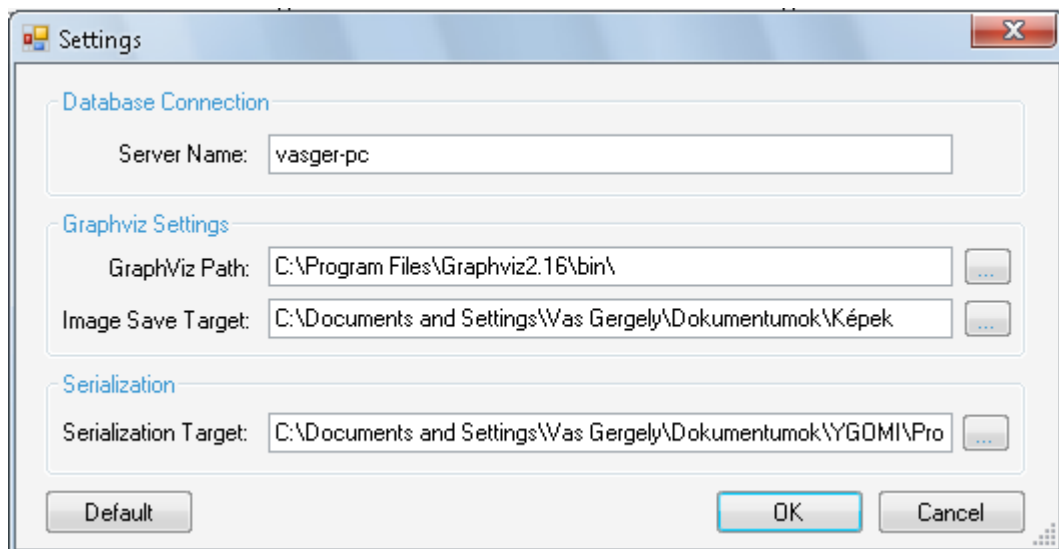 Settings
Database Connection
Server Name: vasger-pc
Graphviz Settings
GraphViz Path: C:\Program Files\Graphviz2.16\bin\ ...
Image Save Target: C:\Documents and Settings\Vas Gergely\Dokumentumok\Képek ...
Serialization
Serialization Target: C:\Documents and Settings\Vas Gergely\Dokumentumok\YGOMI\Pro ...
Default OK Cancel